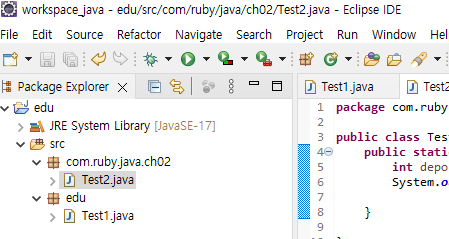 workspace_java - edu/src/com/ruby/java/ch02/Test2.java - Eclipse IDE
File Edit Source Refactor Navigate Search Project Run Window Help
Package Explorer
edu
JRE System Library [JavaSE-17]
src
com.ruby.java.ch02
Test2.java
edu
Test1.java
Test1.java
1 package com.ruby
2
3 public class Tes
4 public stati
5 int depo
6 System.o
7
8 }
9